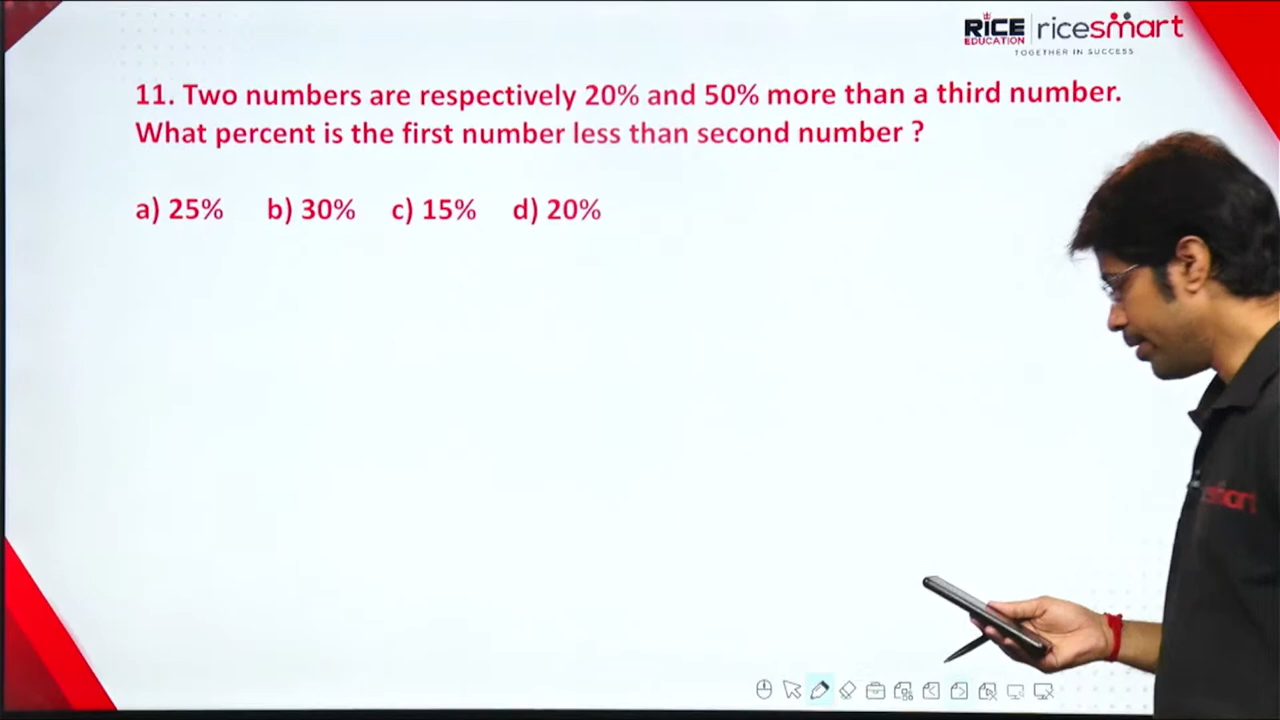 RICE EDUCATION ricesmart
TOGETHER IN SUCCESS
11. Two numbers are respectively 20% and 50% more than a third number.
What percent is the first number less than second number ?
a) 25% b) 30% c) 15% d) 20%